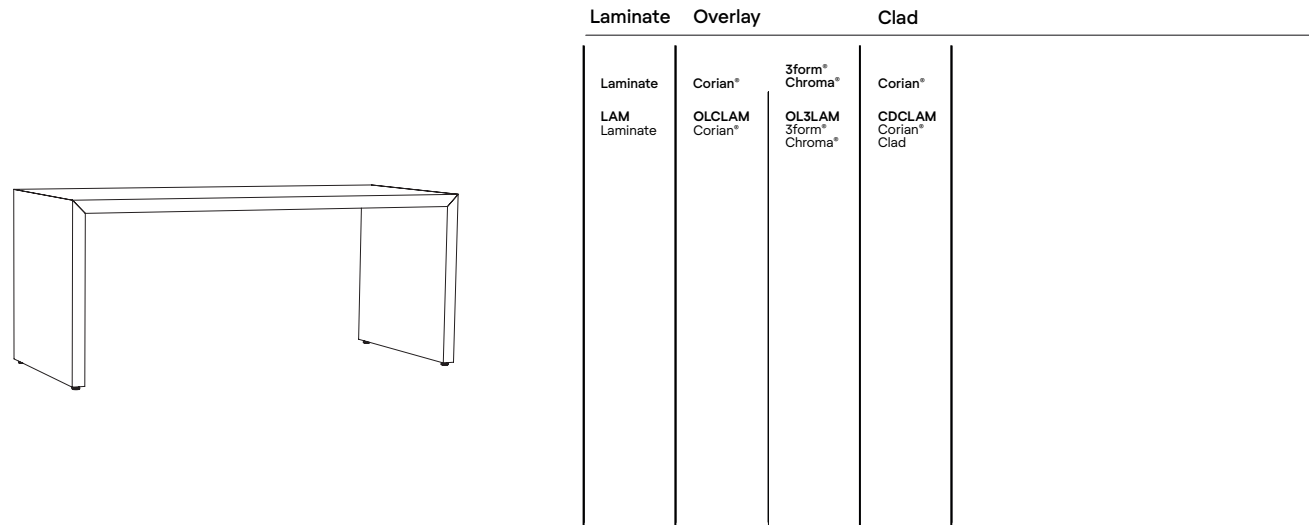 Laminate Overlay Clad
Laminate Corian® 3form® Chroma® Corian®
LAM
Laminate
OLCLAM
Corian®
OL3LAM
3form®
Chroma®
CDCLAM
Corian®
Clad